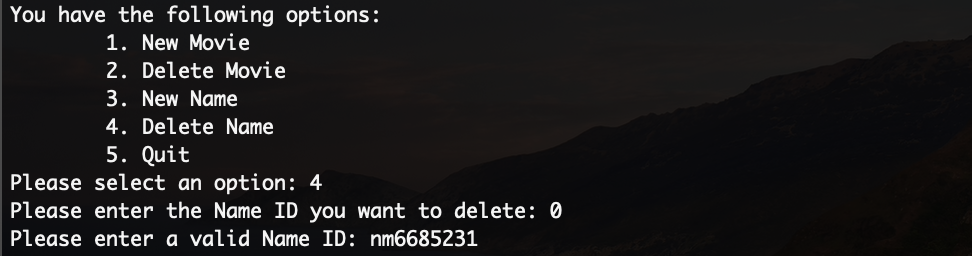 You have the following options:
1. New Movie
2. Delete Movie
3. New Name
4. Delete Name
5. Quit
Please select an option: 4
Please enter the Name ID you want to delete: 0
Please enter a valid Name ID: nm6685231